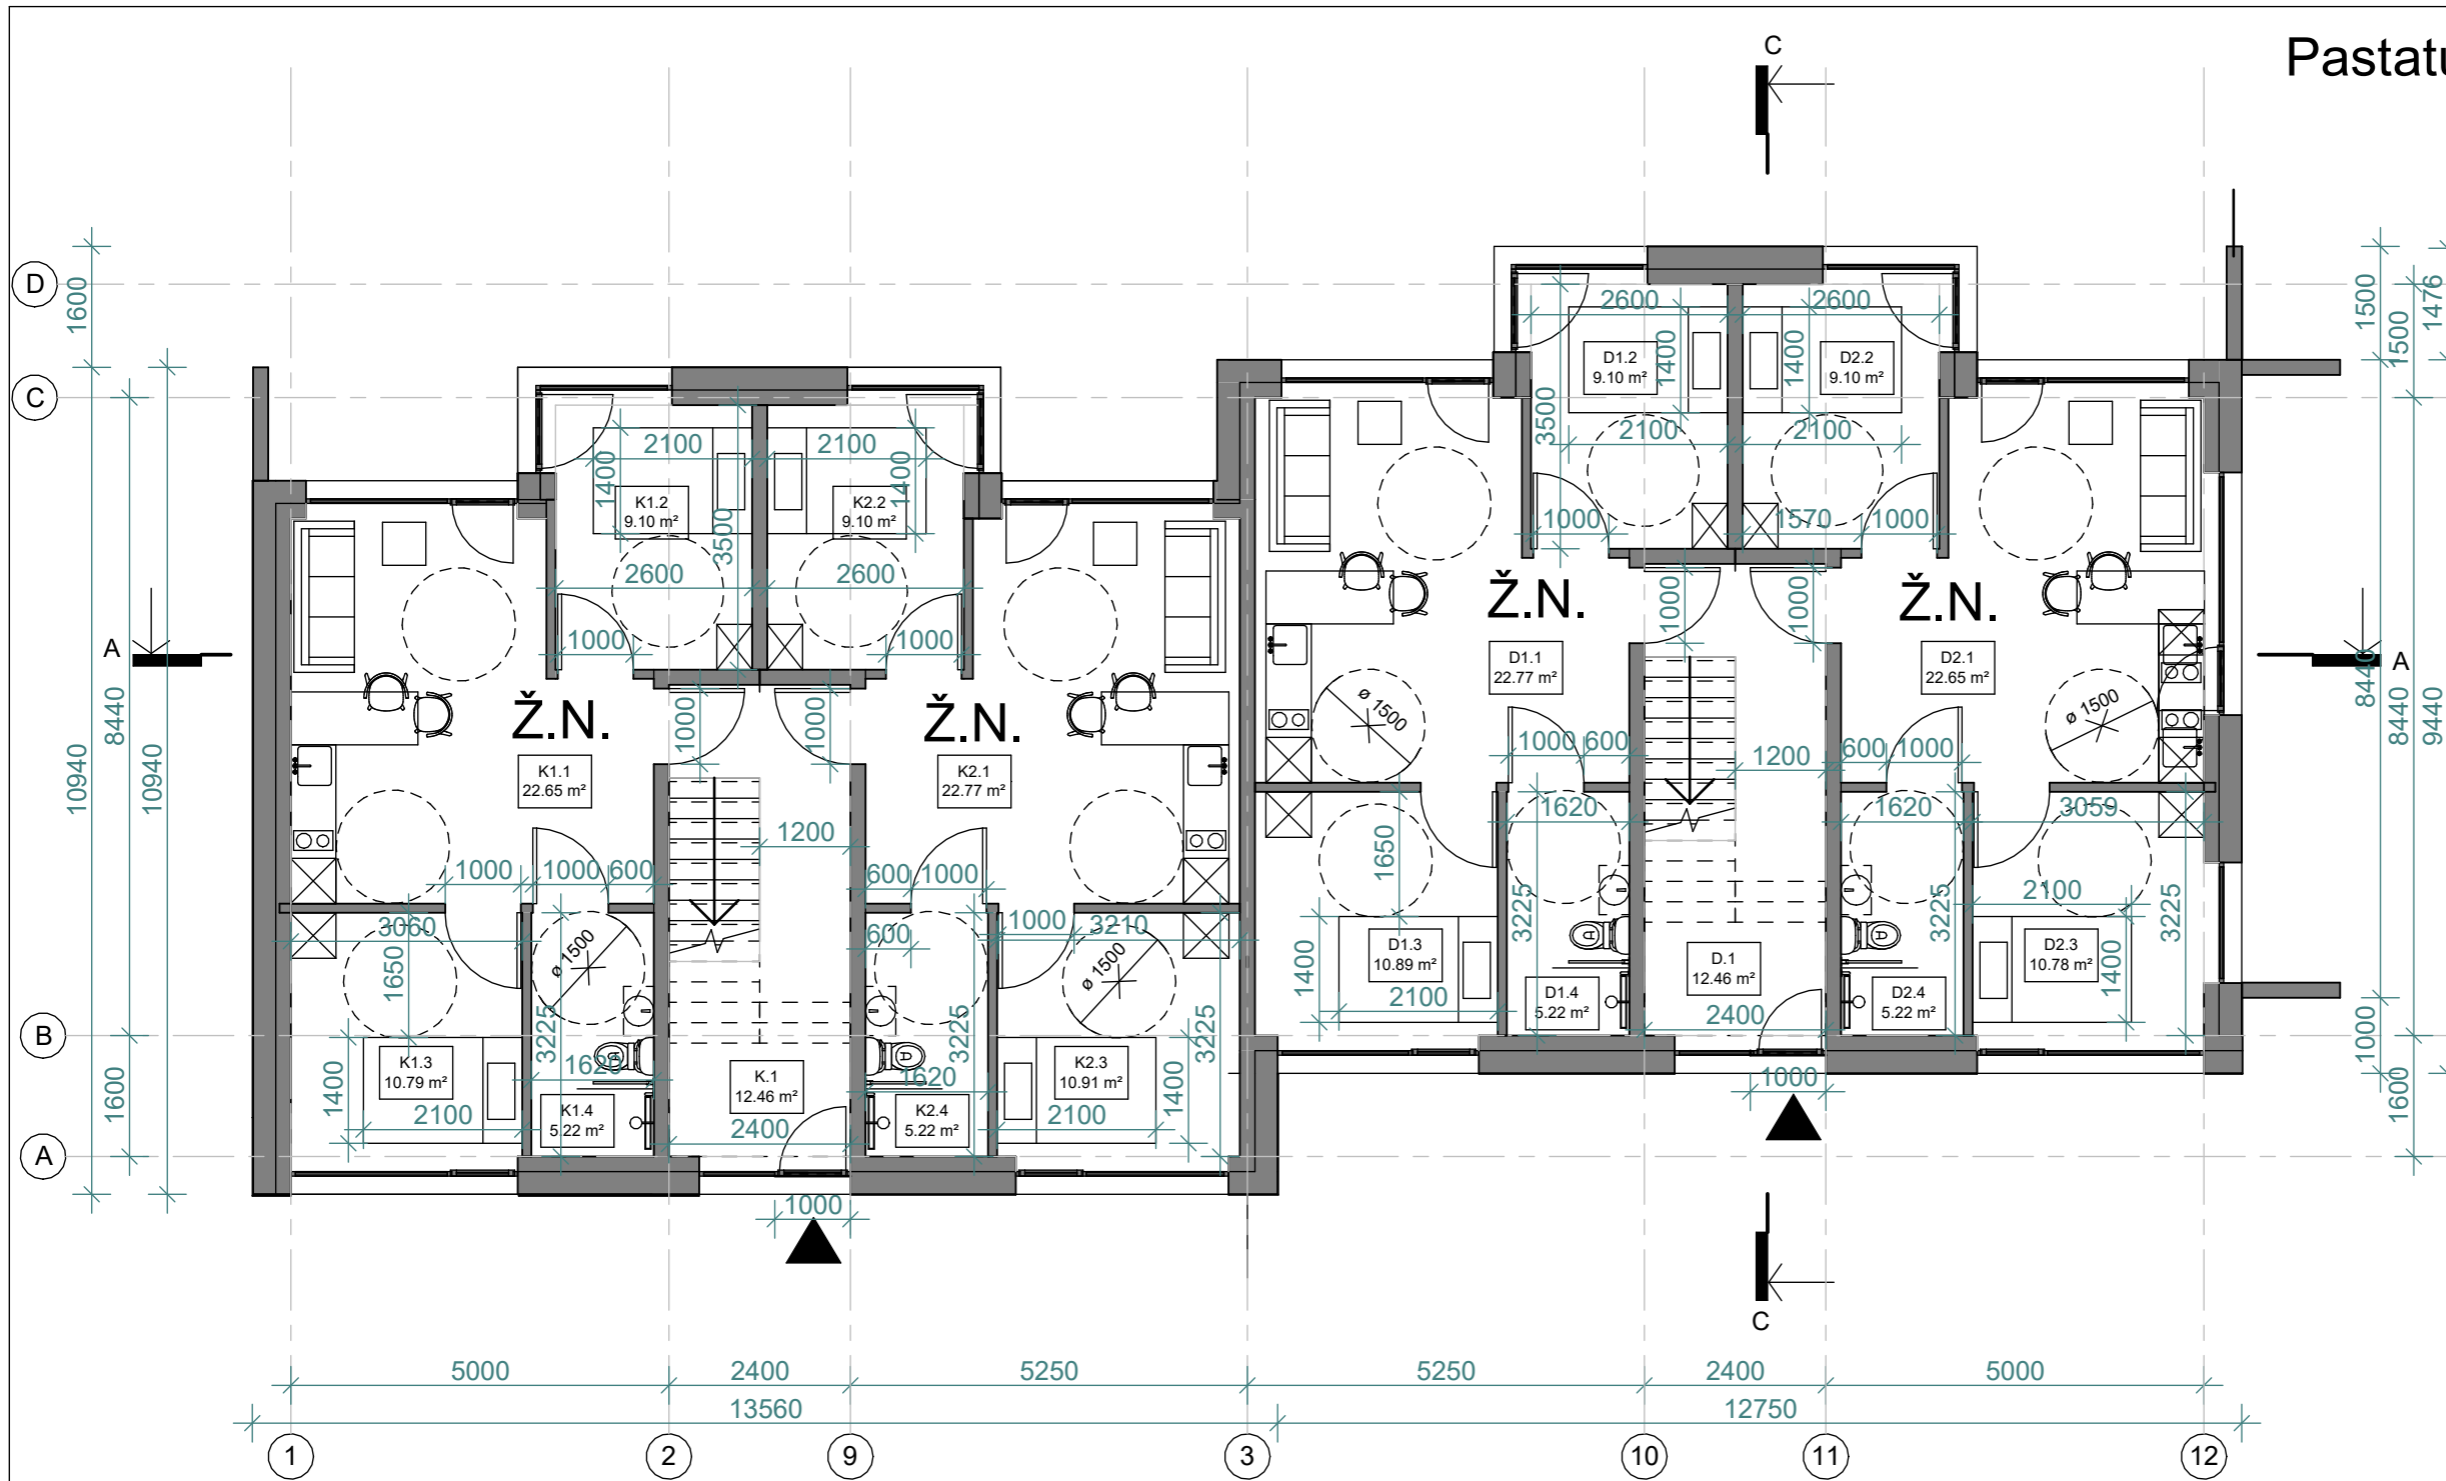 Pastatu
C
D
C
B
A
A
A
C
1600
10940
8440
10940
1600
1500
1500
1476
8440
8440
9440
1000
1600
2100
2100
1400
1400
K1.2
9.10 m²
K2.2
9.10 m²
3500
2600
2600
1000
1000
Ž.N.
Ž.N.
1000
1000
K1.1
22.65 m²
K2.1
22.77 m²
1200
1000
1000
600
600
1000
3060
1650
ø 1500
600
1000
3210
ø 1500
3225
3225
3225
1400
K1.3
10.79 m²
2100
1620
K1.4
5.22 m²
K.1
12.46 m²
2400
1620
K2.4
5.22 m²
K2.3
10.91 m²
2100
1400
1000
2600
2600
1400
1400
D1.2
9.10 m²
D2.2
9.10 m²
3500
2100
2100
1000
1570
1000
Ž.N.
Ž.N.
1000
1000
D1.1
22.77 m²
D2.1
22.65 m²
ø 1500
ø 1500
1000
600
1200
600
1000
1620
1620
3059
1650
3225
3225
2100
3225
1400
D1.3
10.89 m²
2100
D1.4
5.22 m²
D.1
12.46 m²
2400
D2.4
5.22 m²
D2.3
10.78 m²
1400
1000
5000
2400
5250
5250
2400
5000
13560
12750
1
2
9
3
10
11
12